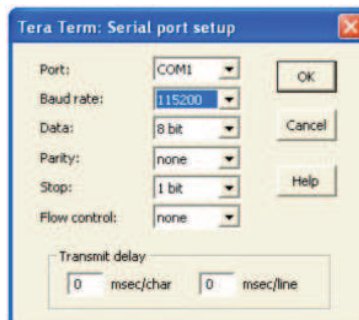 Tera Term: Serial port setup
Port: COM1 OK
Baud rate: 115200
Data: 8 bit Cancel
Parity: none
Stop: 1 bit Help
Flow control: none
Transmit delay
0 msec/char 0 msec/line